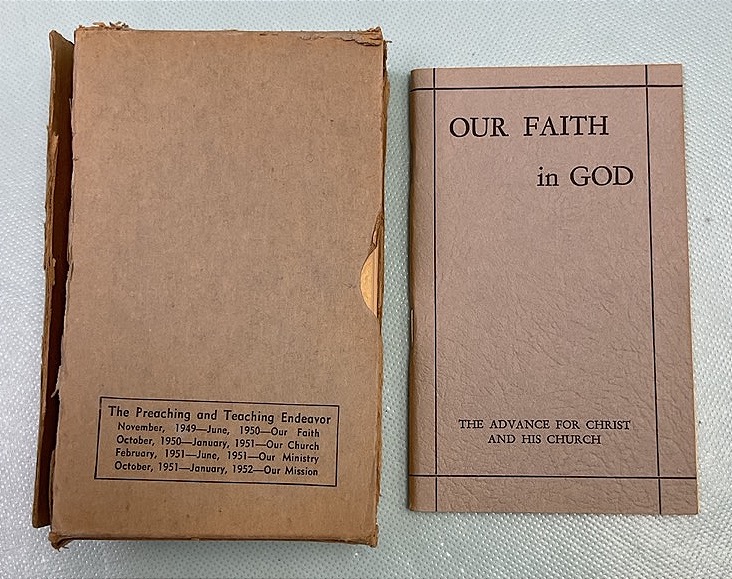 The Preaching and Teaching Endeavor
November, 1949—June, 1950—Our Faith
October, 1950—January, 1951—Our Church
February, 1951—June, 1951—Our Ministry
October, 1951—January, 1952—Our Mission
OUR FAITH
in GOD
THE ADVANCE FOR CHRIST
AND HIS CHURCH